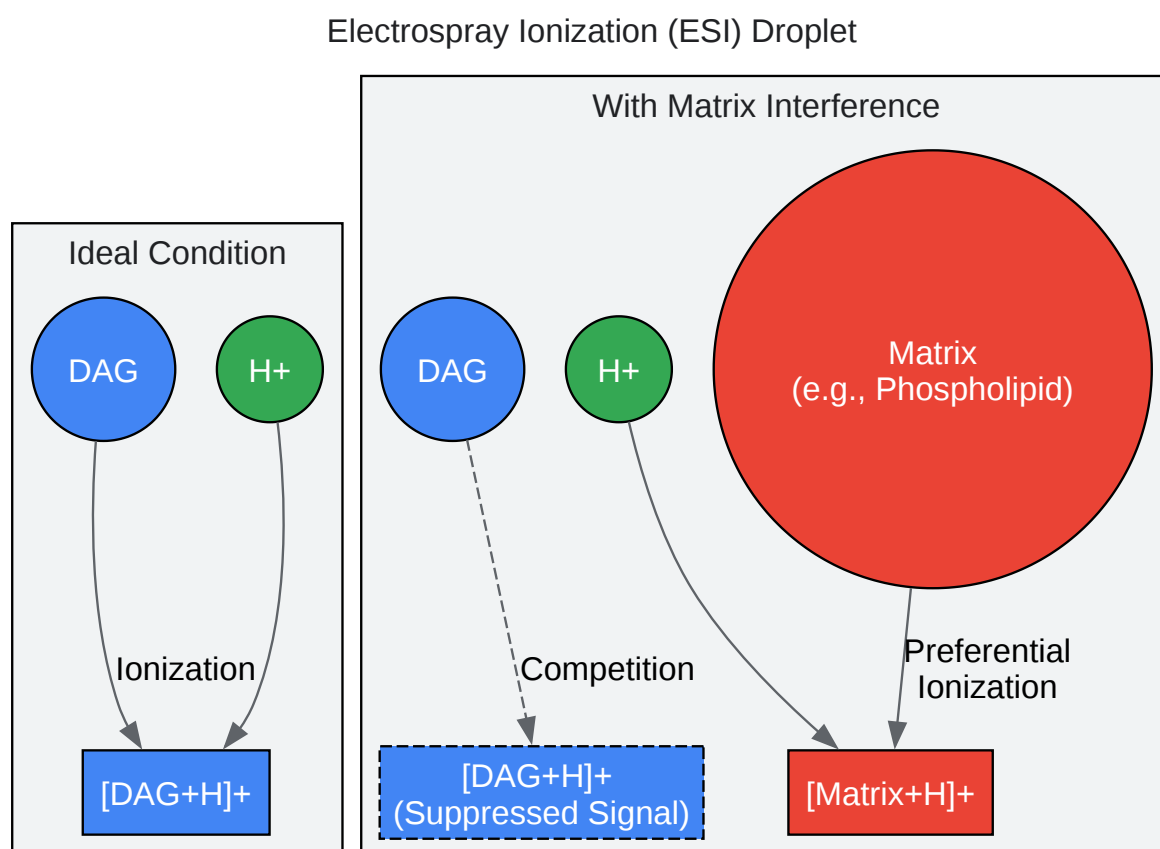 Electrospray Ionization (ESI) Droplet
Ideal Condition
DAG
H+
Ionization
[DAG+H]+
With Matrix Interference
DAG
H+
Matrix
(e.g., Phospholipid)
Competition
Preferential
Ionization
[DAG+H]+
(Suppressed Signal)
[Matrix+H]+